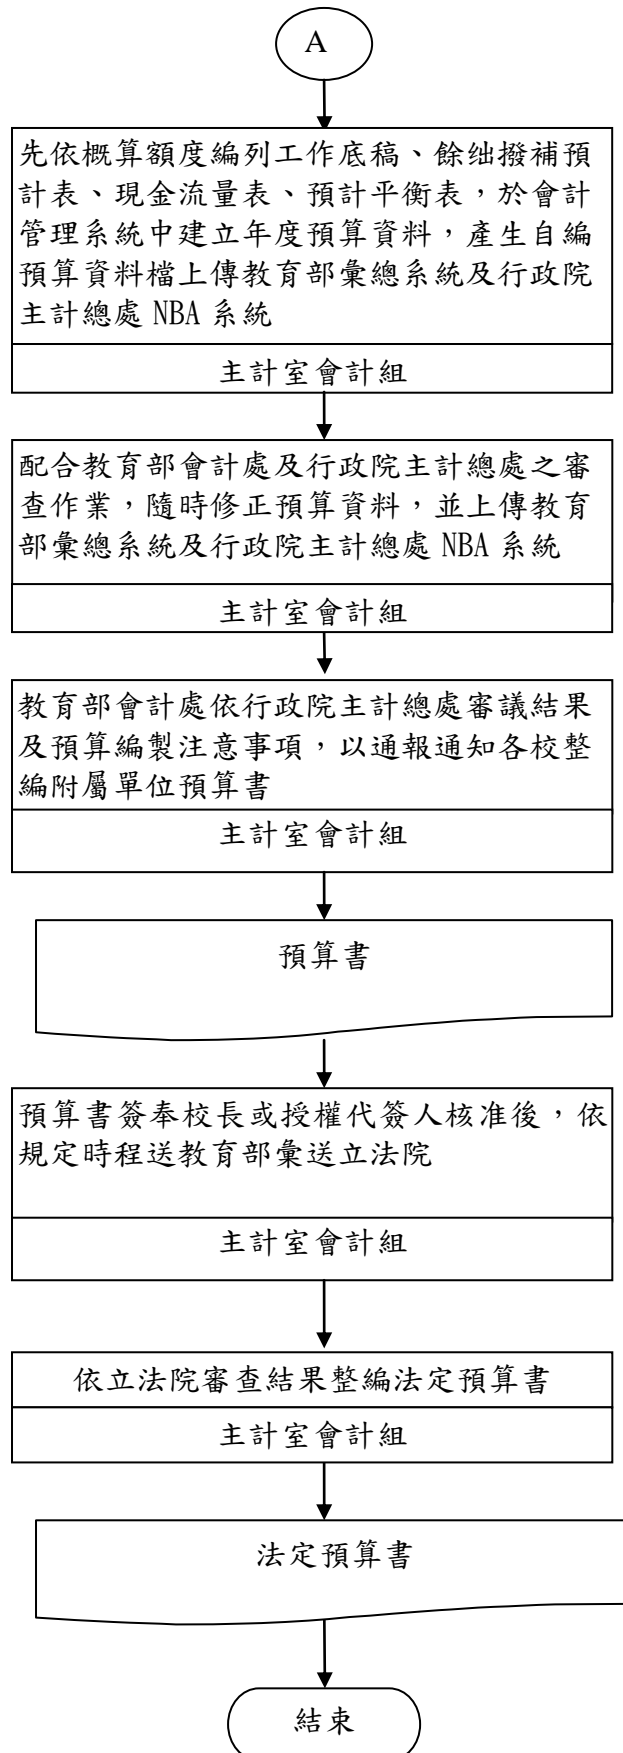 A
先依概算額度編列工作底稿、餘绌撥補預
計表、現金流量表、預計平衡表，於會計
管理系統中建立年度預算資料，產生自編
預算資料檔上傳教育部彙總系統及行政院
主計總處 NBA 系統
主計室會計組
配合教育部會計處及行政院主計總處之審
查作業，隨時修正預算資料，並上傳教育
部彙總系統及行政院主計總處 NBA 系統
主計室會計組
教育部會計處依行政院主計總處審議結果
及預算編製注意事項，以通報通知各校整
編附屬單位預算書
主計室會計組
預算書
預算書簽奉校長或授權代簽人核准後，依
規定時程送教育部彙送立法院
主計室會計組
依立法院審查結果整編法定預算書
主計室會計組
法定預算書
結束